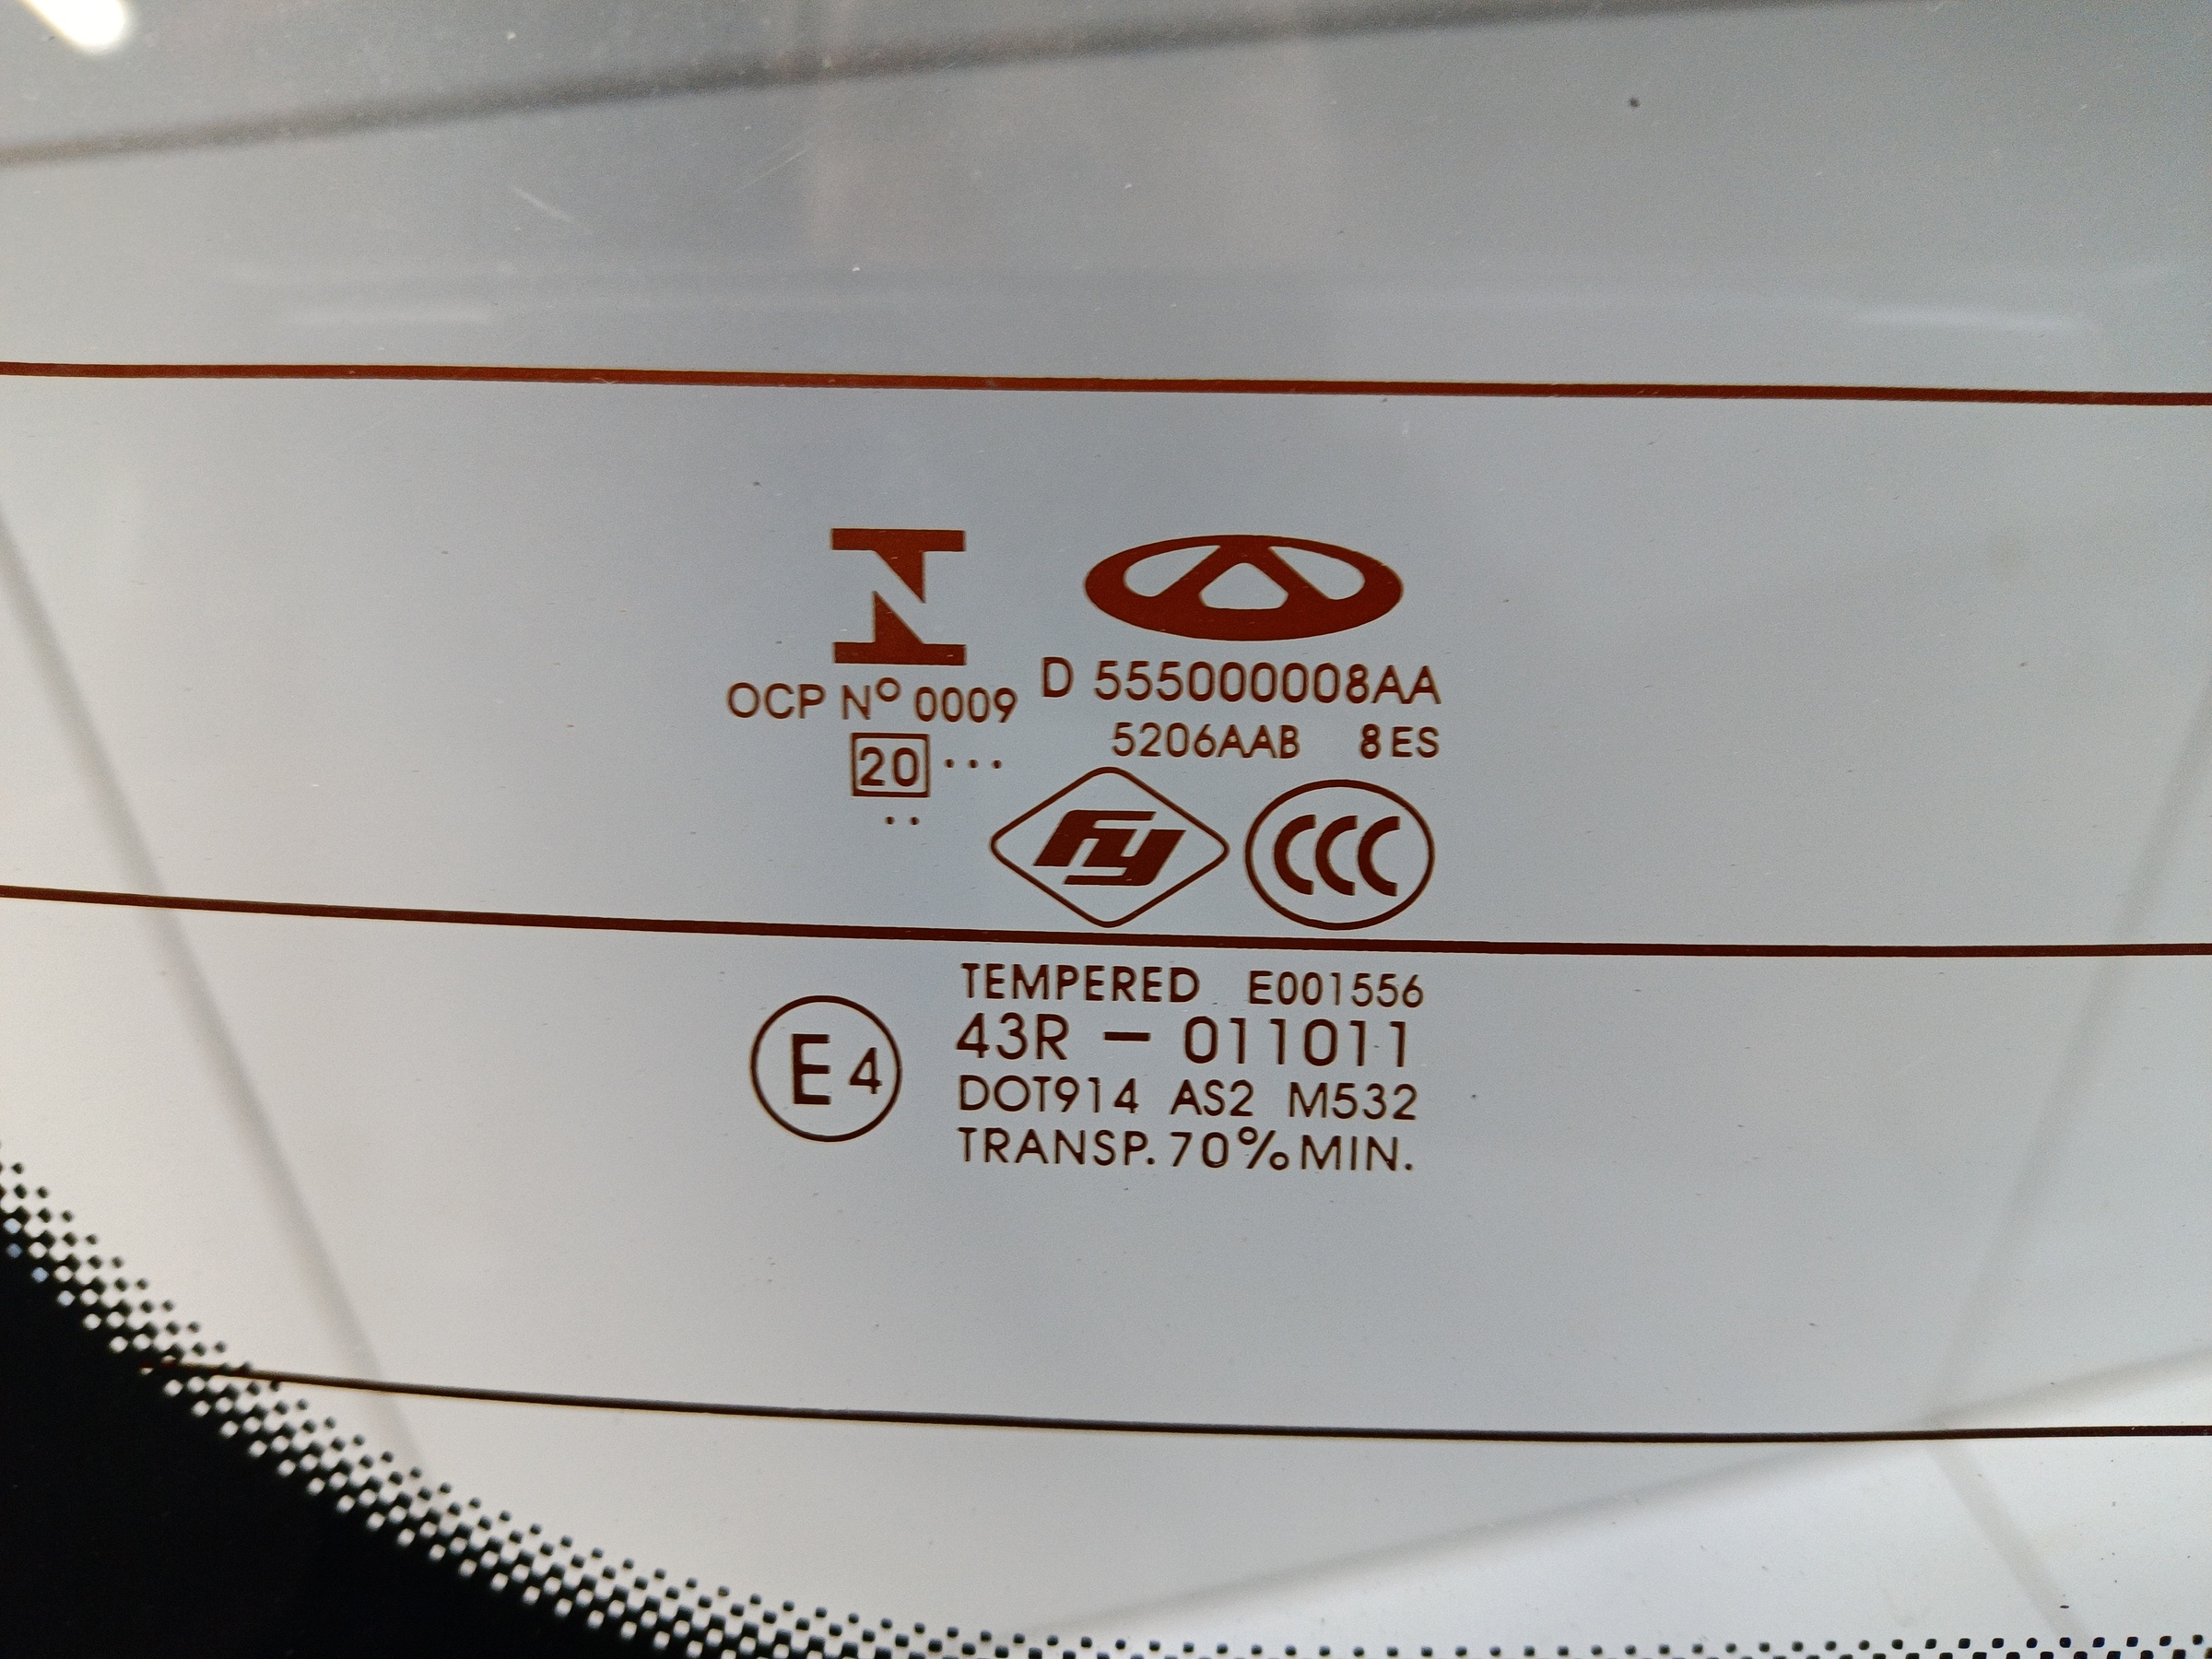 OCP Nº 0009
20 ...
..
D 555000008AA
5206AAB 8ES
fy
CCC
TEMPERED E001556
E4
43R – 011011
DOT914 AS2 M532
TRANSP. 70% MIN.